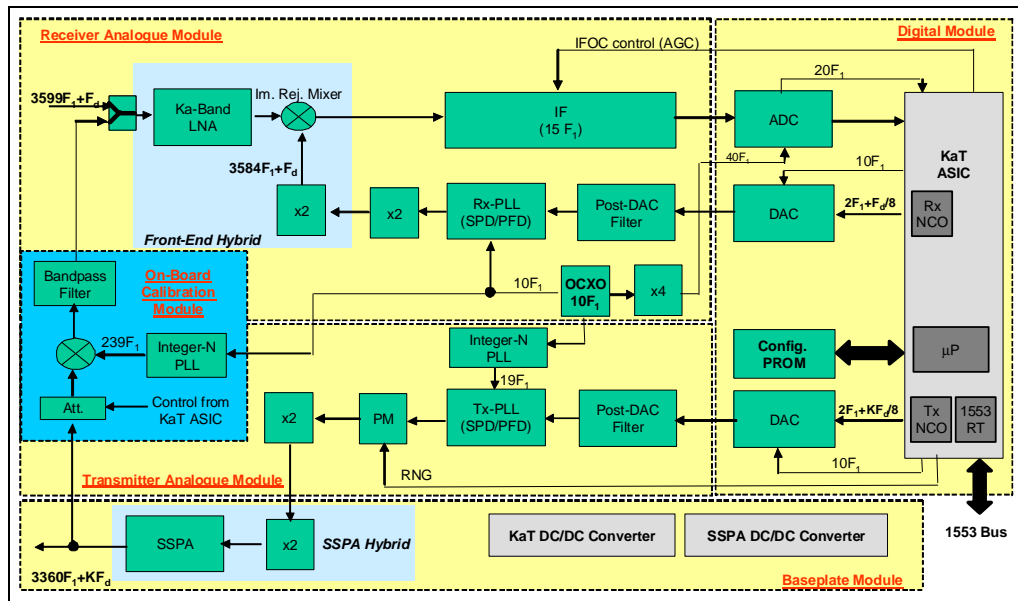 Receiver Analogue Module
IFOC control (AGC)
Digital Module
3599F1+Fd
Ka-Band
LNA
Im. Rej. Mixer
IF
(15 F1)
20F1
ADC
KaT
ASIC
3584F1+Fd
40F1
10F1
x2
x2
Rx-PLL
(SPD/PFD)
Post-DAC
Filter
DAC
2F1+Fd/8
Rx
NCO
Front-End Hybrid
Bandpass
Filter
On-Board
Calibration
Module
10F1
OCXO
10F1
x4
239F1
Integer-N
PLL
Integer-N
PLL
Config.
PROM
µP
19F1
Att.
Control from
KaT ASIC
x2
PM
Tx-PLL
(SPD/PFD)
Post-DAC
Filter
DAC
2F1+KFd/8
Tx
NCO
1553
RT
RNG
10F1
Transmitter Analogue Module
SSPA
x2
SSPA Hybrid
KaT DC/DC Converter
SSPA DC/DC Converter
1553 Bus
3360F1+KFd
Baseplate Module